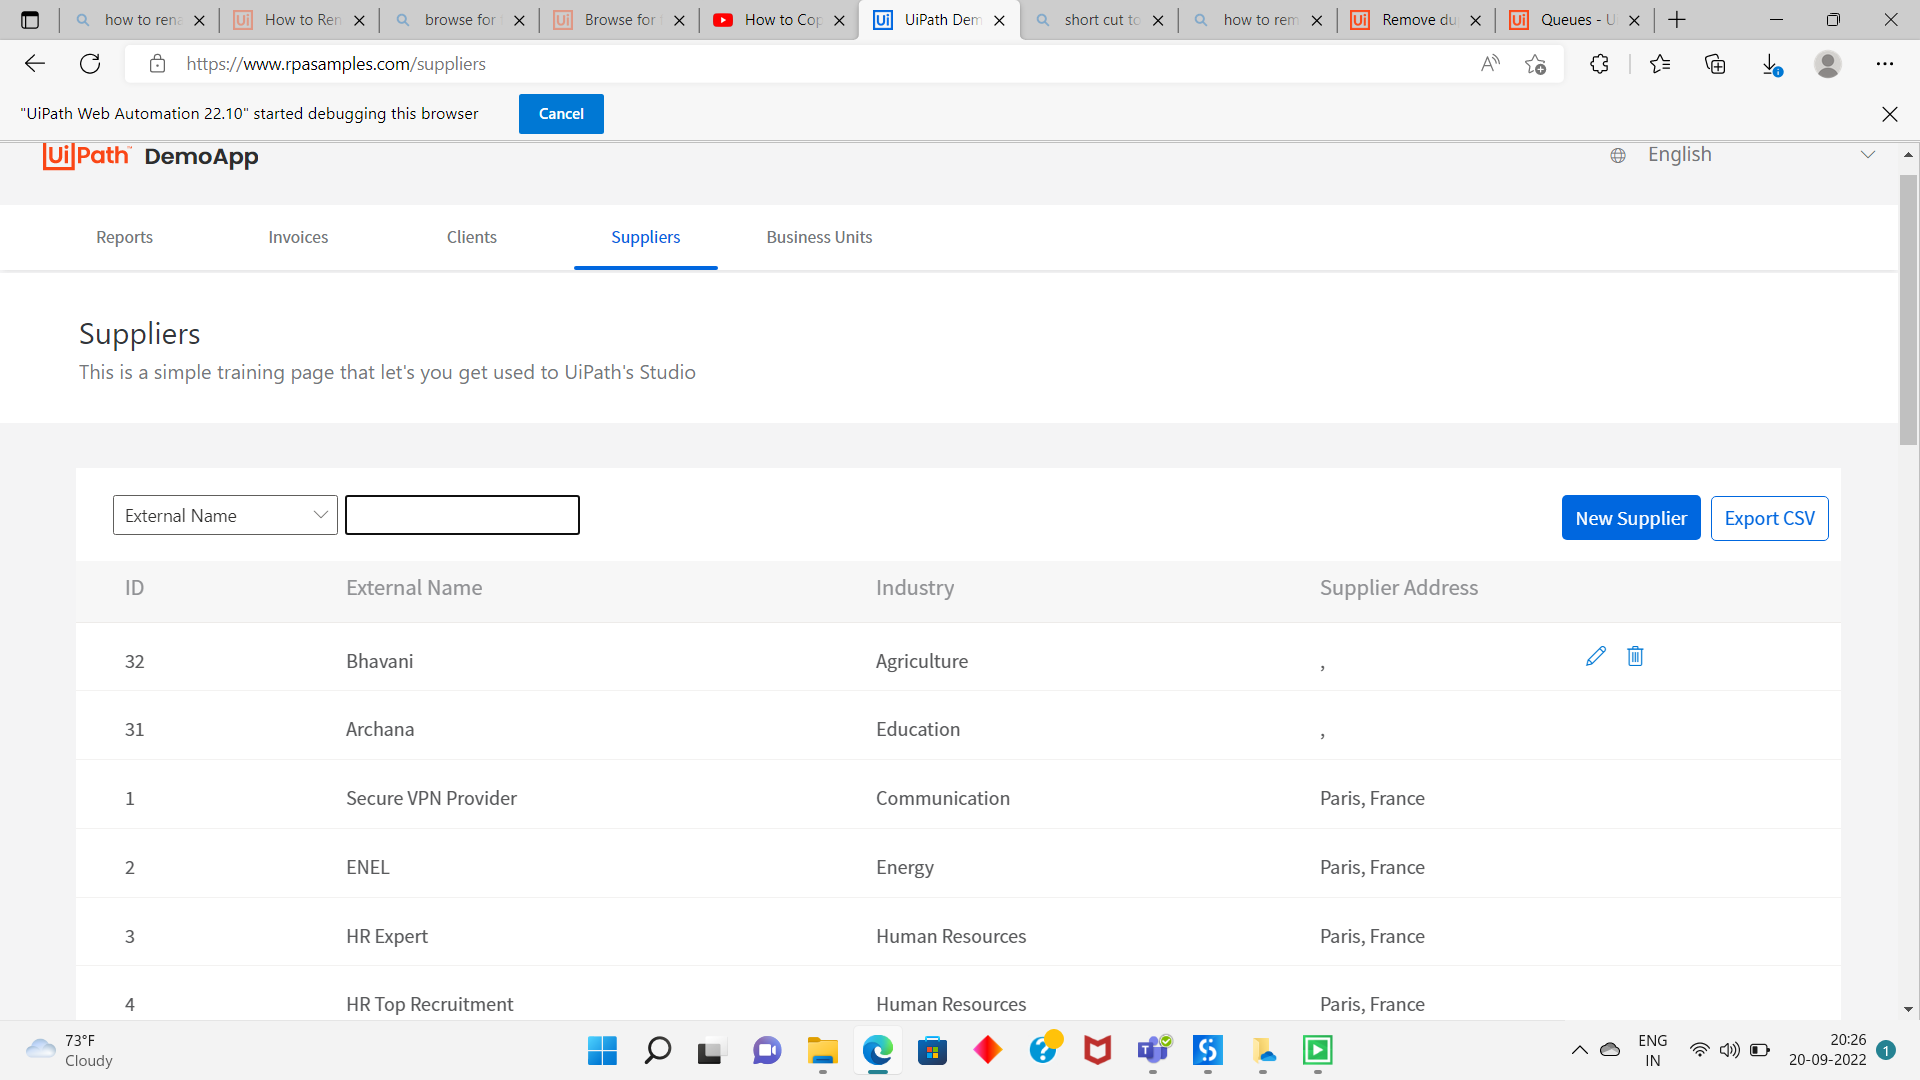 how to rena
How to Ren
browse for f
Browse for f
How to Cop
UiPath Dem
short cut to
how to rem
Remove du
Queues - U
https://www.rpasamples.com/suppliers
"UiPath Web Automation 22.10" started debugging this browser
Cancel
UiPath DemoApp
English
Reports
Invoices
Clients
Suppliers
Business Units
Suppliers
This is a simple training page that let's you get used to UiPath's Studio
External Name
New Supplier
Export CSV
ID External Name Industry Supplier Address
32 Bhavani Agriculture ,
31 Archana Education ,
1 Secure VPN Provider Communication Paris, France
2 ENEL Energy Paris, France
3 HR Expert Human Resources Paris, France
4 HR Top Recruitment Human Resources Paris, France
73°F
Cloudy
ENG
IN
20:26
20-09-2022
1